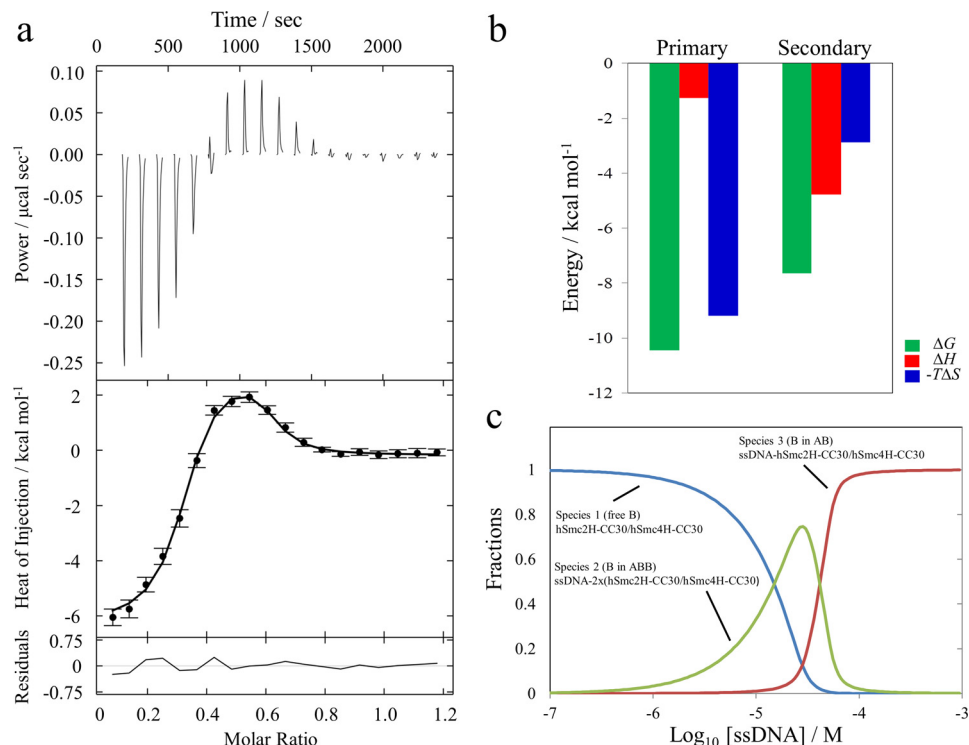 a
Time / sec
0 500 1000 1500 2000
Power / μcal sec⁻¹
0.10
0.05
0.00
-0.05
-0.10
-0.15
-0.20
-0.25
Heat of Injection / kcal mol⁻¹
2
0
-2
-4
-6
Residuals
0.75
0
-0.75
0 0.2 0.4 0.6 0.8 1.0 1.2
Molar Ratio
b
Primary Secondary
Energy / kcal mol⁻¹
0
-2
-4
-6
-8
-10
-12
ΔG
ΔH
-TΔS
c
Fractions
1
0.8
0.6
0.4
0.2
0
Species 3 (B in AB)
ssDNA-hSmc2H-CC30/hSmc4H-CC30
Species 1 (free B)
hSmc2H-CC30/hSmc4H-CC30
Species 2 (B in ABB)
ssDNA-2x(hSmc2H-CC30/hSmc4H-CC30)
-7 -6 -5 -4 -3
Log₁₀ [ssDNA] / M